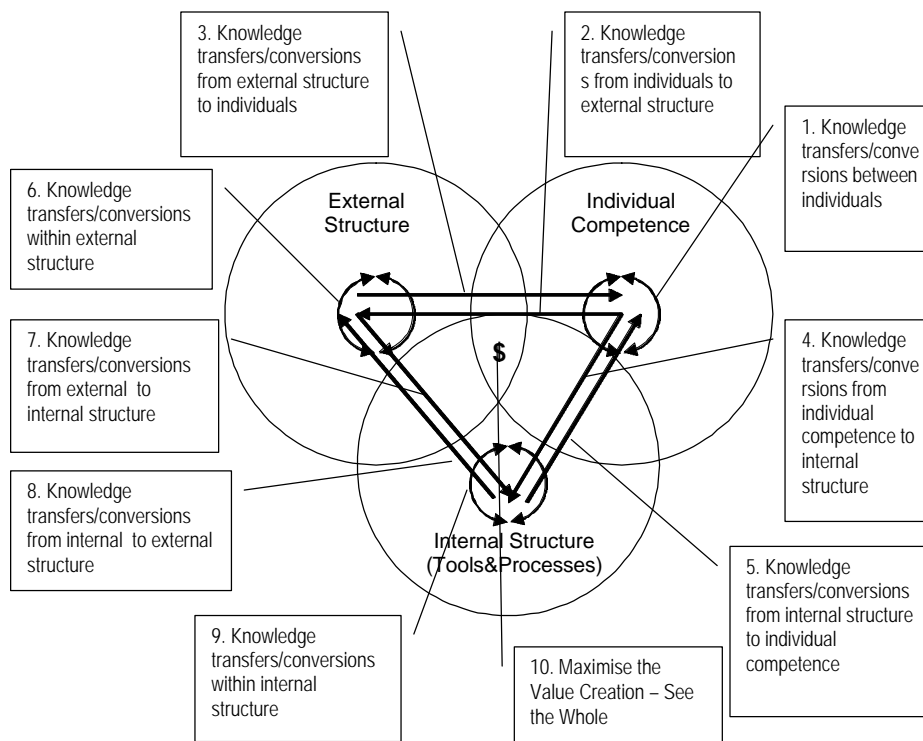 3. Knowledge
transfers/conversions
from external structure
to individuals
2. Knowledge
transfers/conversion
s from individuals to
external structure
1. Knowledge
transfers/conve
rsions between
individuals
6. Knowledge
transfers/conversions
within external
structure
External
Structure
Individual
Competence
7. Knowledge
transfers/conversions
from external to
internal structure
$
4. Knowledge
transfers/conve
rsions from
individual
competence to
internal
structure
8. Knowledge
transfers/conversions
from internal to external
structure
Internal Structure
(Tools&Processes)
5. Knowledge
transfers/conversions
from internal structure
to individual
competence
9. Knowledge
transfers/conversions
within internal
structure
10. Maximise the
Value Creation – See
the Whole